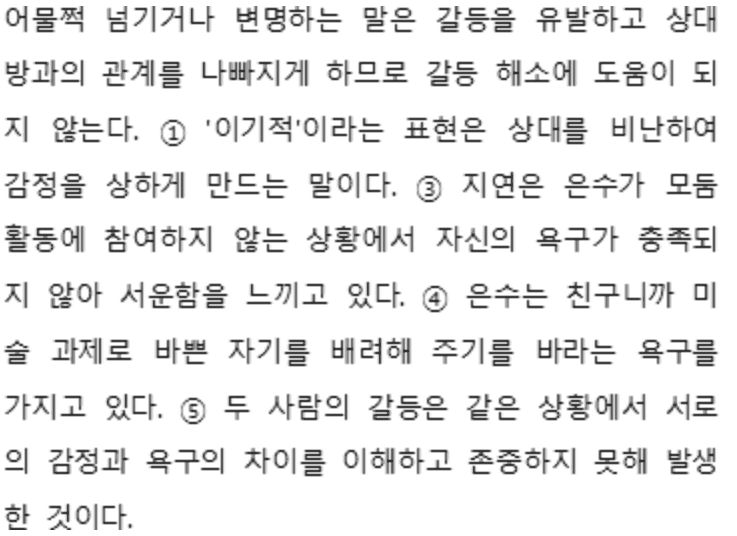 어물쩍 넘기거나 변명하는 말은 갈등을 유발하고 상대
방과의 관계를 나빠지게 하므로 갈등 해소에 도움이 되
지 않는다. ① '이기적'이라는 표현은 상대를 비난하여
감정을 상하게 만드는 말이다. ③ 지연은 은수가 모둠
활동에 참여하지 않는 상황에서 자신의 욕구가 충족되
지 않아 서운함을 느끼고 있다. ④ 은수는 친구니까 미
술 과제로 바쁜 자기를 배려해 주기를 바라는 욕구를
가지고 있다. ⑤ 두 사람의 갈등은 같은 상황에서 서로
의 감정과 욕구의 차이를 이해하고 존중하지 못해 발생
한 것이다.